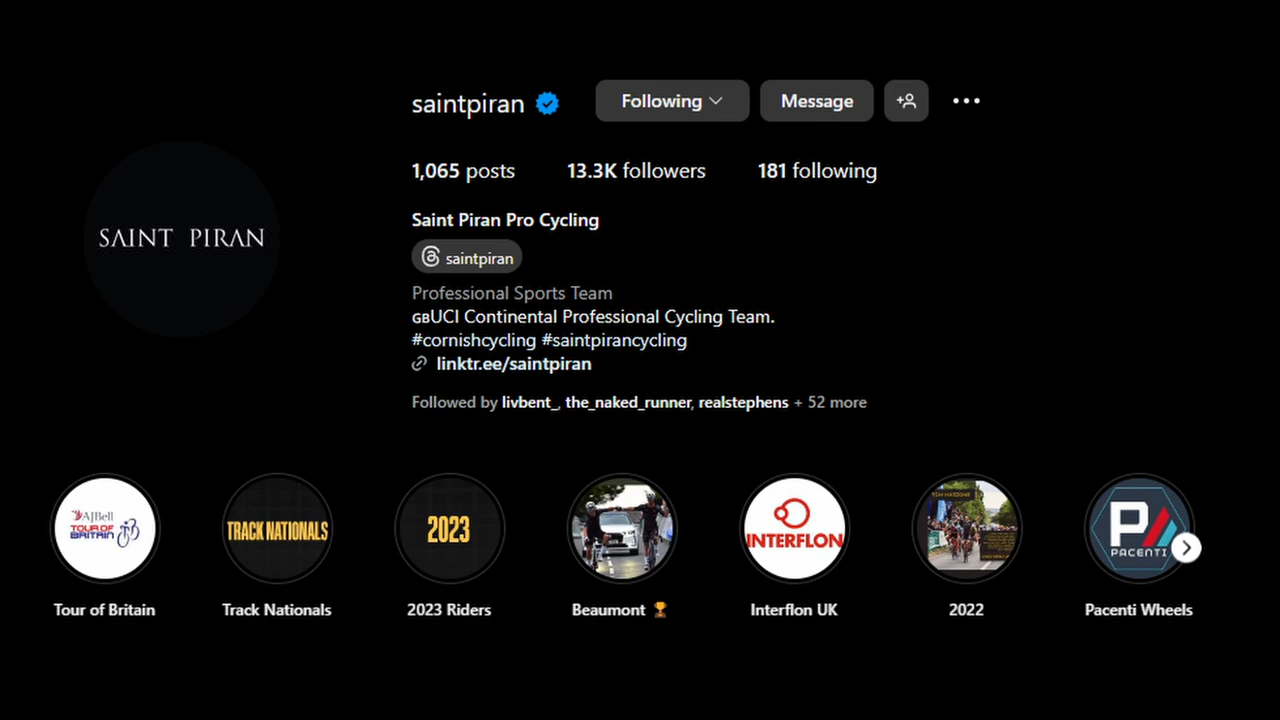 saintpiran
Following
Message
1,065 posts
13.3K followers
181 following
SAINT PIRAN
Saint Piran Pro Cycling
saintpiran
Professional Sports Team
GBUCI Continental Professional Cycling Team.
#cornishcycling #saintpirancycling
linktr.ee/saintpiran
Followed by livbent_, the_naked_runner, realstephens + 52 more
AJBell
TOUR OF
BRITAIN
TRACK NATIONALS
2023
INTERFLON
P
PACENTI
Tour of Britain
Track Nationals
2023 Riders
Beaumont 🏆
Interflon UK
2022
Pacenti Wheels